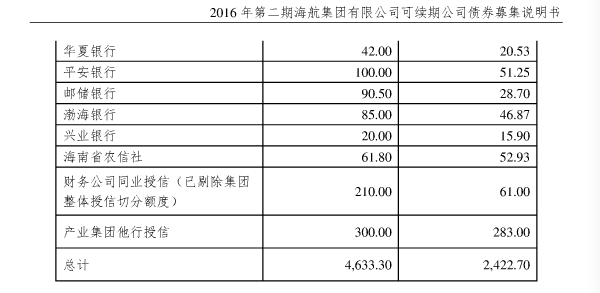 2016 年第二期海航集团有限公司可续期公司债券募集说明书
华夏银行 42.00 20.53
平安银行 100.00 51.25
邮储银行 90.50 28.70
渤海银行 85.00 46.87
兴业银行 20.00 15.90
海南省农信社 61.80 52.93
财务公司同业授信（已剔除集团
整体授信切分额度） 210.00 61.00
产业集团他行授信 300.00 283.00
总计 4,633.30 2,422.70